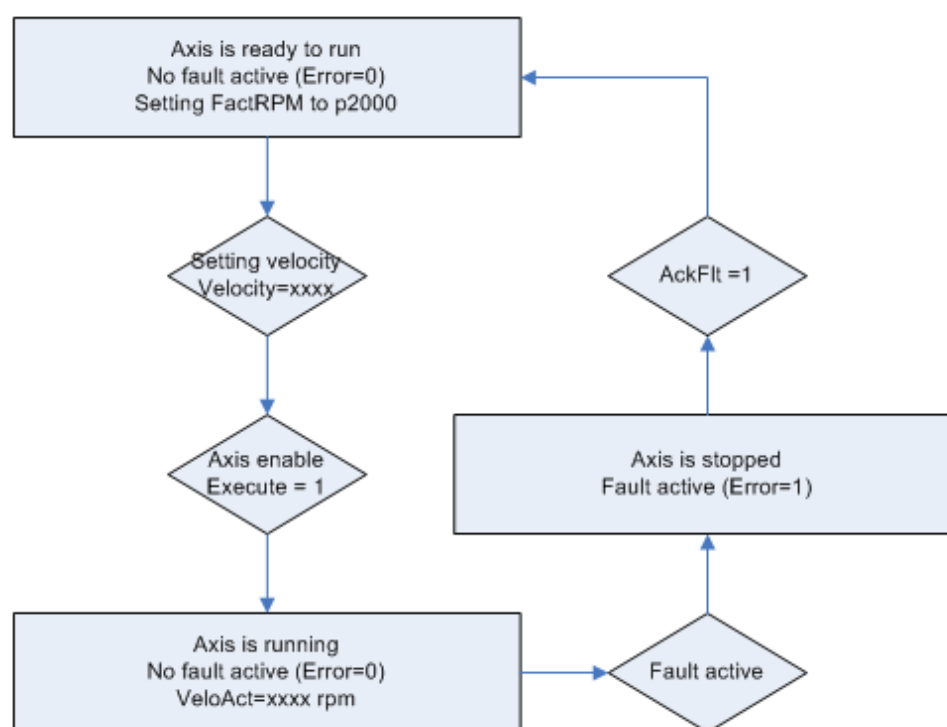 Axis is ready to run
No fault active (Error=0)
Setting FactRPM to p2000
Setting velocity
Velocity=xxxx
Axis enable
Execute = 1
Axis is running
No fault active (Error=0)
VeloAct=xxxx rpm
Fault active
Axis is stopped
Fault active (Error=1)
AckFlt =1